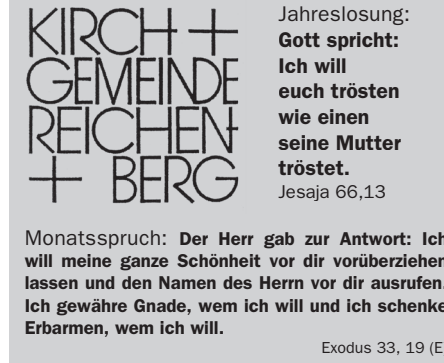 KIRCH +
GEMEINDE
REICHEN
+ BERG
Jahreslosung:
Gott spricht:
Ich will
euch trösten
wie einen
seine Mutter
tröstet.
Jesaja 66,13
Monatsspruch: Der Herr gab zur Antwort: Ich
will meine ganze Schönheit vor dir vorüberziehen
lassen und den Namen des Herrn vor dir ausrufen.
Ich gewähre Gnade, wem ich will und ich schenke
Erbarmen, wem ich will.
Exodus 33, 19 (E